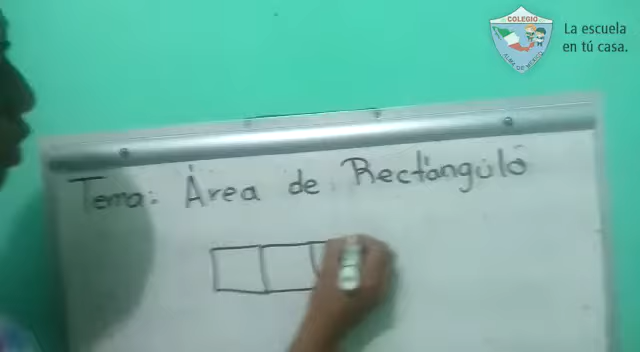 COLEGIO
La escuela
en tú casa.
Tema: Área de Rectángulo